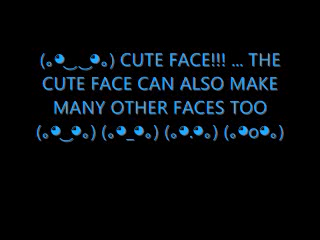 (｡◕‿‿◕｡) CUTE FACE!!! ... THE
CUTE FACE CAN ALSO MAKE
MANY OTHER FACES TOO
(｡◕‿◕｡) (｡◕_◕｡) (｡◕.◕｡) (｡◕o◕｡)